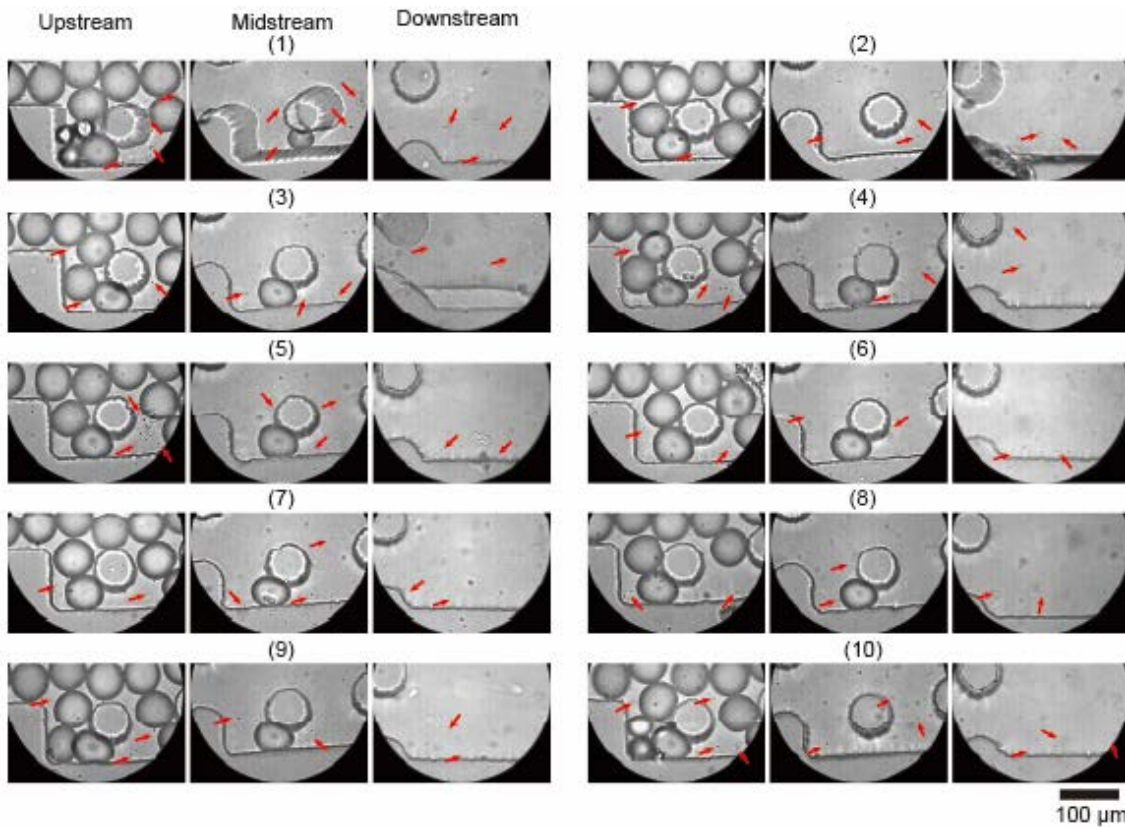 Upstream Midstream Downstream
(1) (2)
(3) (4)
(5) (6)
(7) (8)
(9) (10)
100 μm